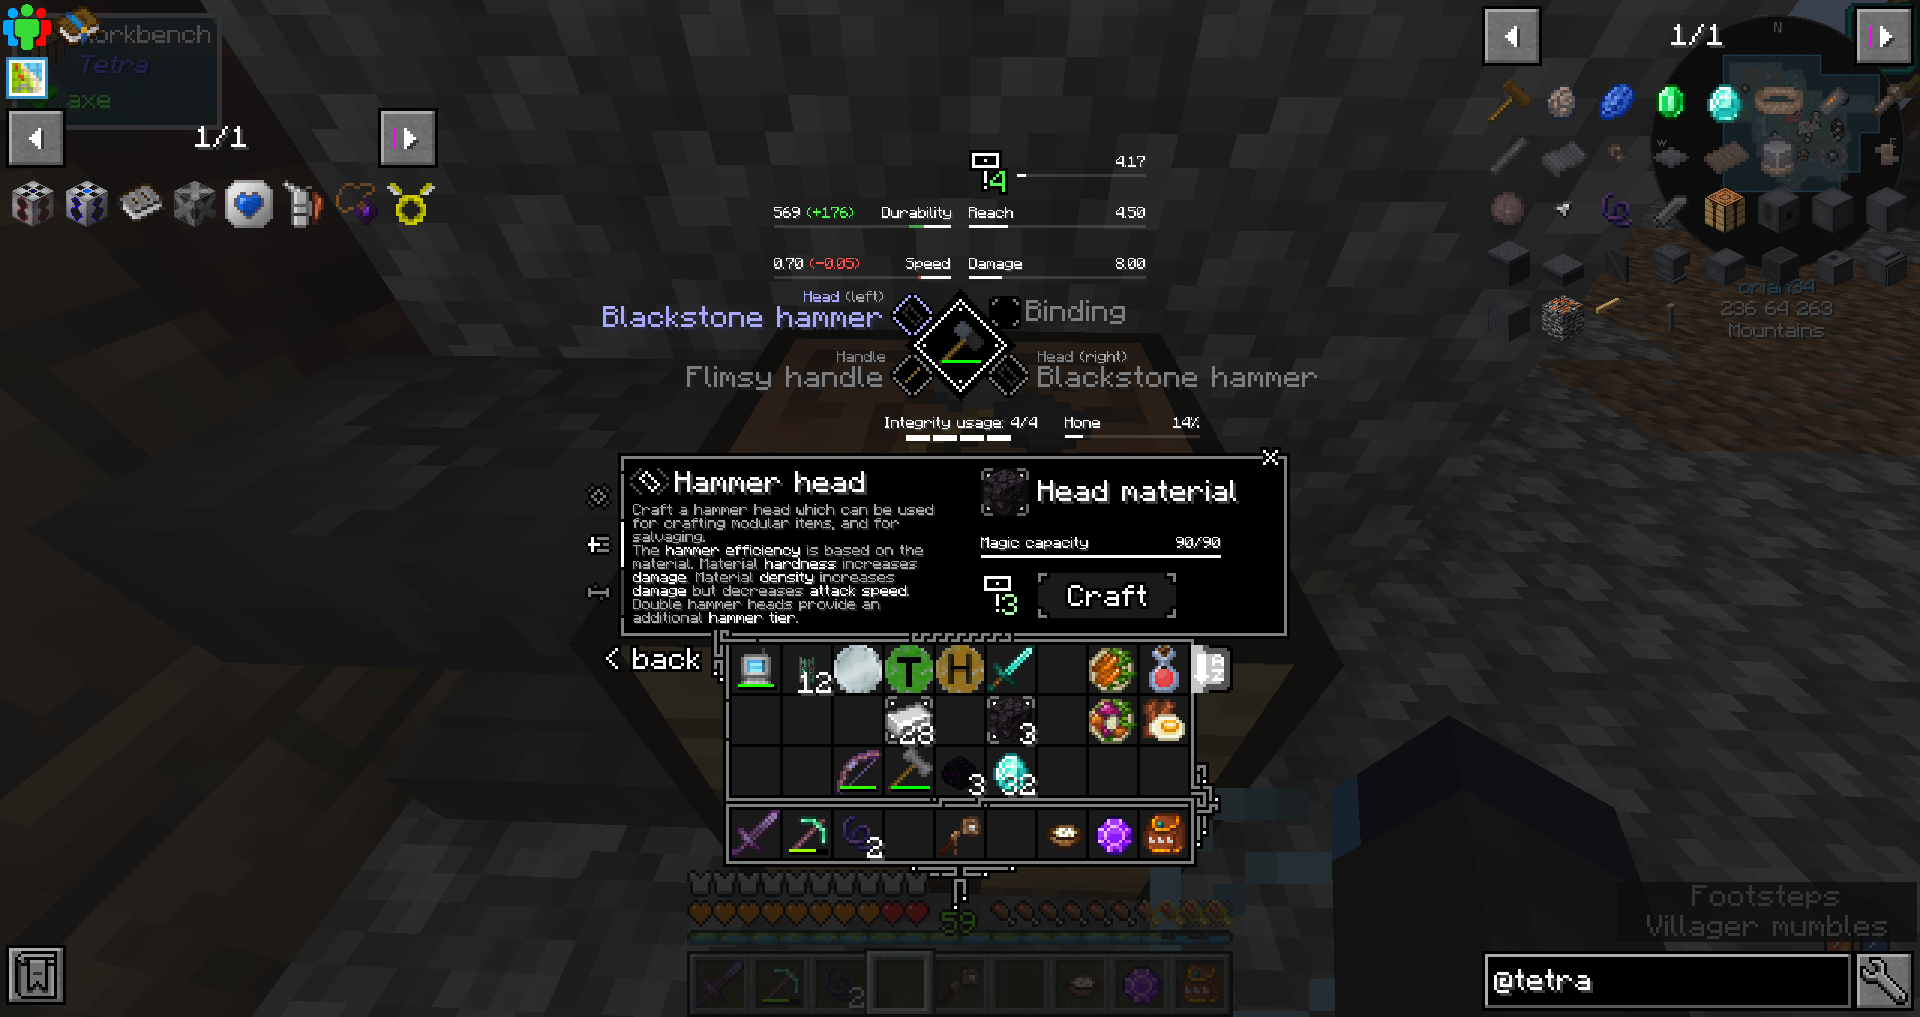 workbench
Tetra
axe
1/1
1/1
N
W
E
orian34
236 64 263
Mountains
4
4.17
569 (+176) Durability
Reach 4.50
0.70 (-0.05) Speed
Damage 8.00
Head (left)
Blackstone hammer
Binding
Handle
Flimsy handle
Head (right)
Blackstone hammer
Integrity usage: 4/4
Hone 14%
X
Hammer head
Craft a hammer head which can be used
for crafting modular items, and for
salvaging.
The hammer efficiency is based on the
material. Material hardness increases
damage. Material density increases
damage but decreases attack speed.
Double hammer heads provide an
additional hammer tier.
Head material
Magic capacity 90/90
3
Craft
< back
12
T
H
A
Z
28
3
3
32
2
59
2
Footsteps
Villager mumbles
@tetra